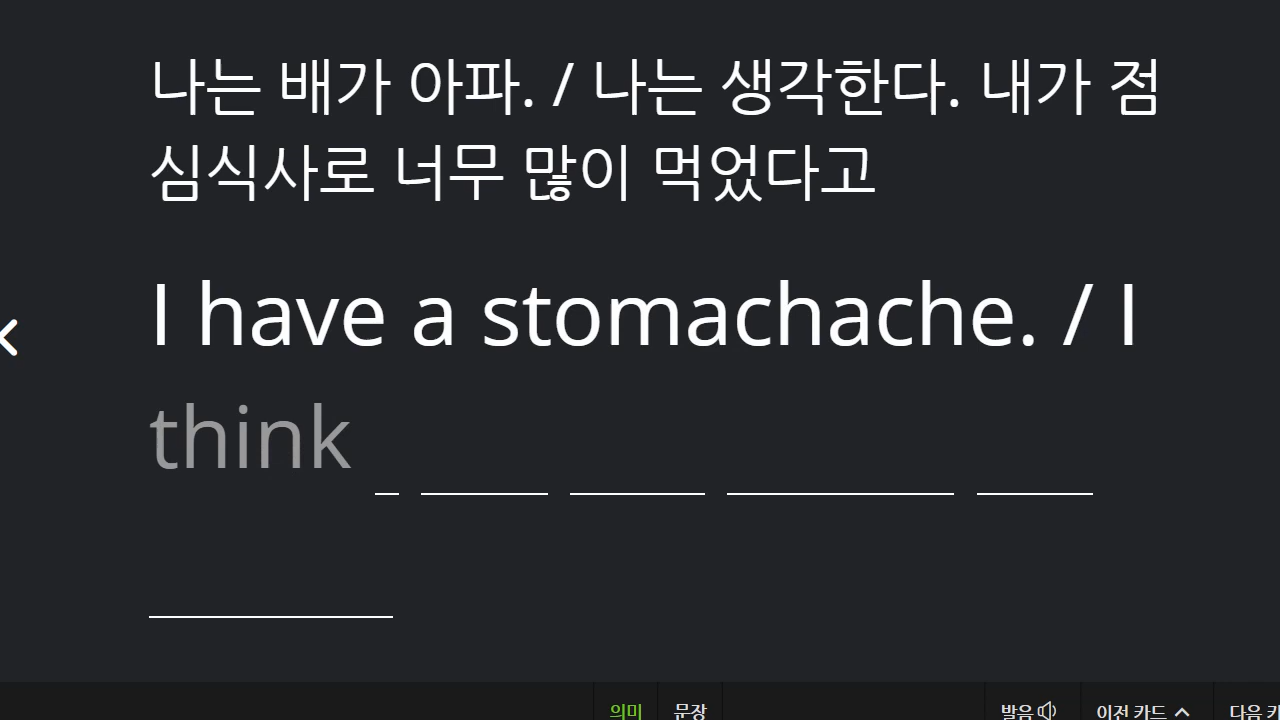 나는 배가 아파. / 나는 생각한다. 내가 점
심식사로 너무 많이 먹었다고
I have a stomachache. / I
think
의미 문장 발음 이전 카드 다음